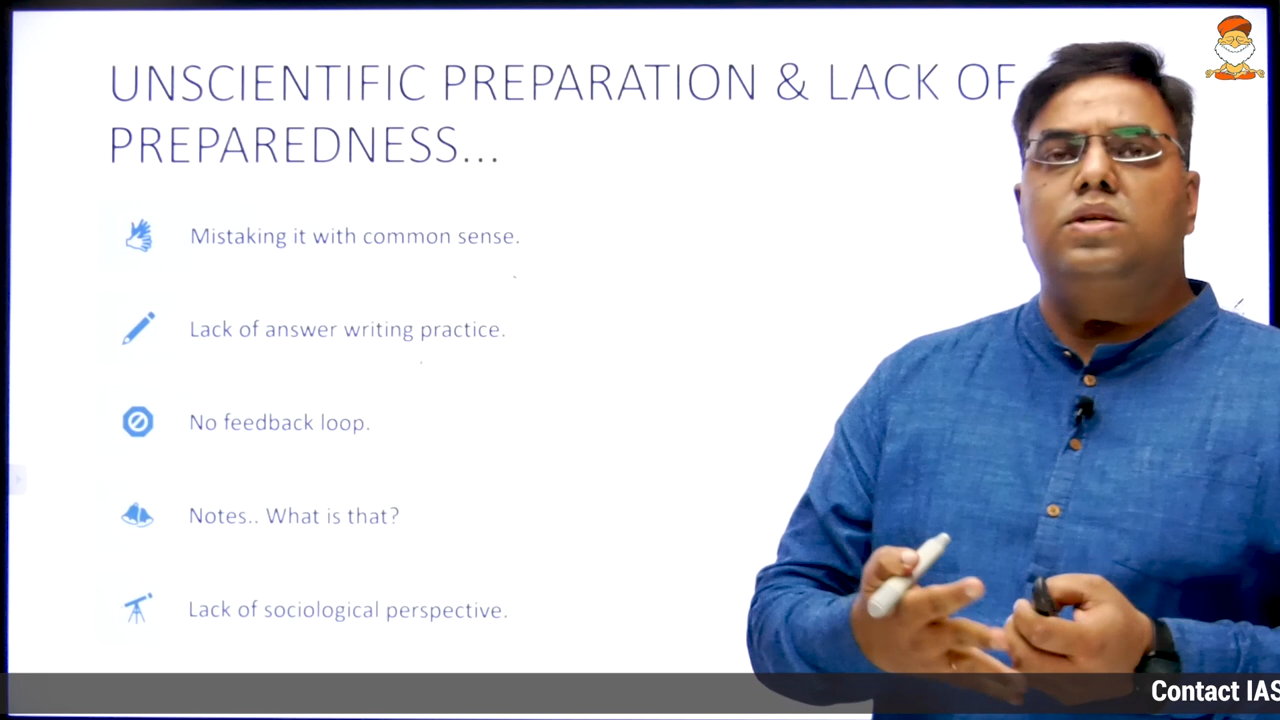 UNSCIENTIFIC PREPARATION & LACK OF
PREPAREDNESS...
Mistaking it with common sense.
Lack of answer writing practice.
No feedback loop.
Notes.. What is that?
Lack of sociological perspective.
Contact IAS